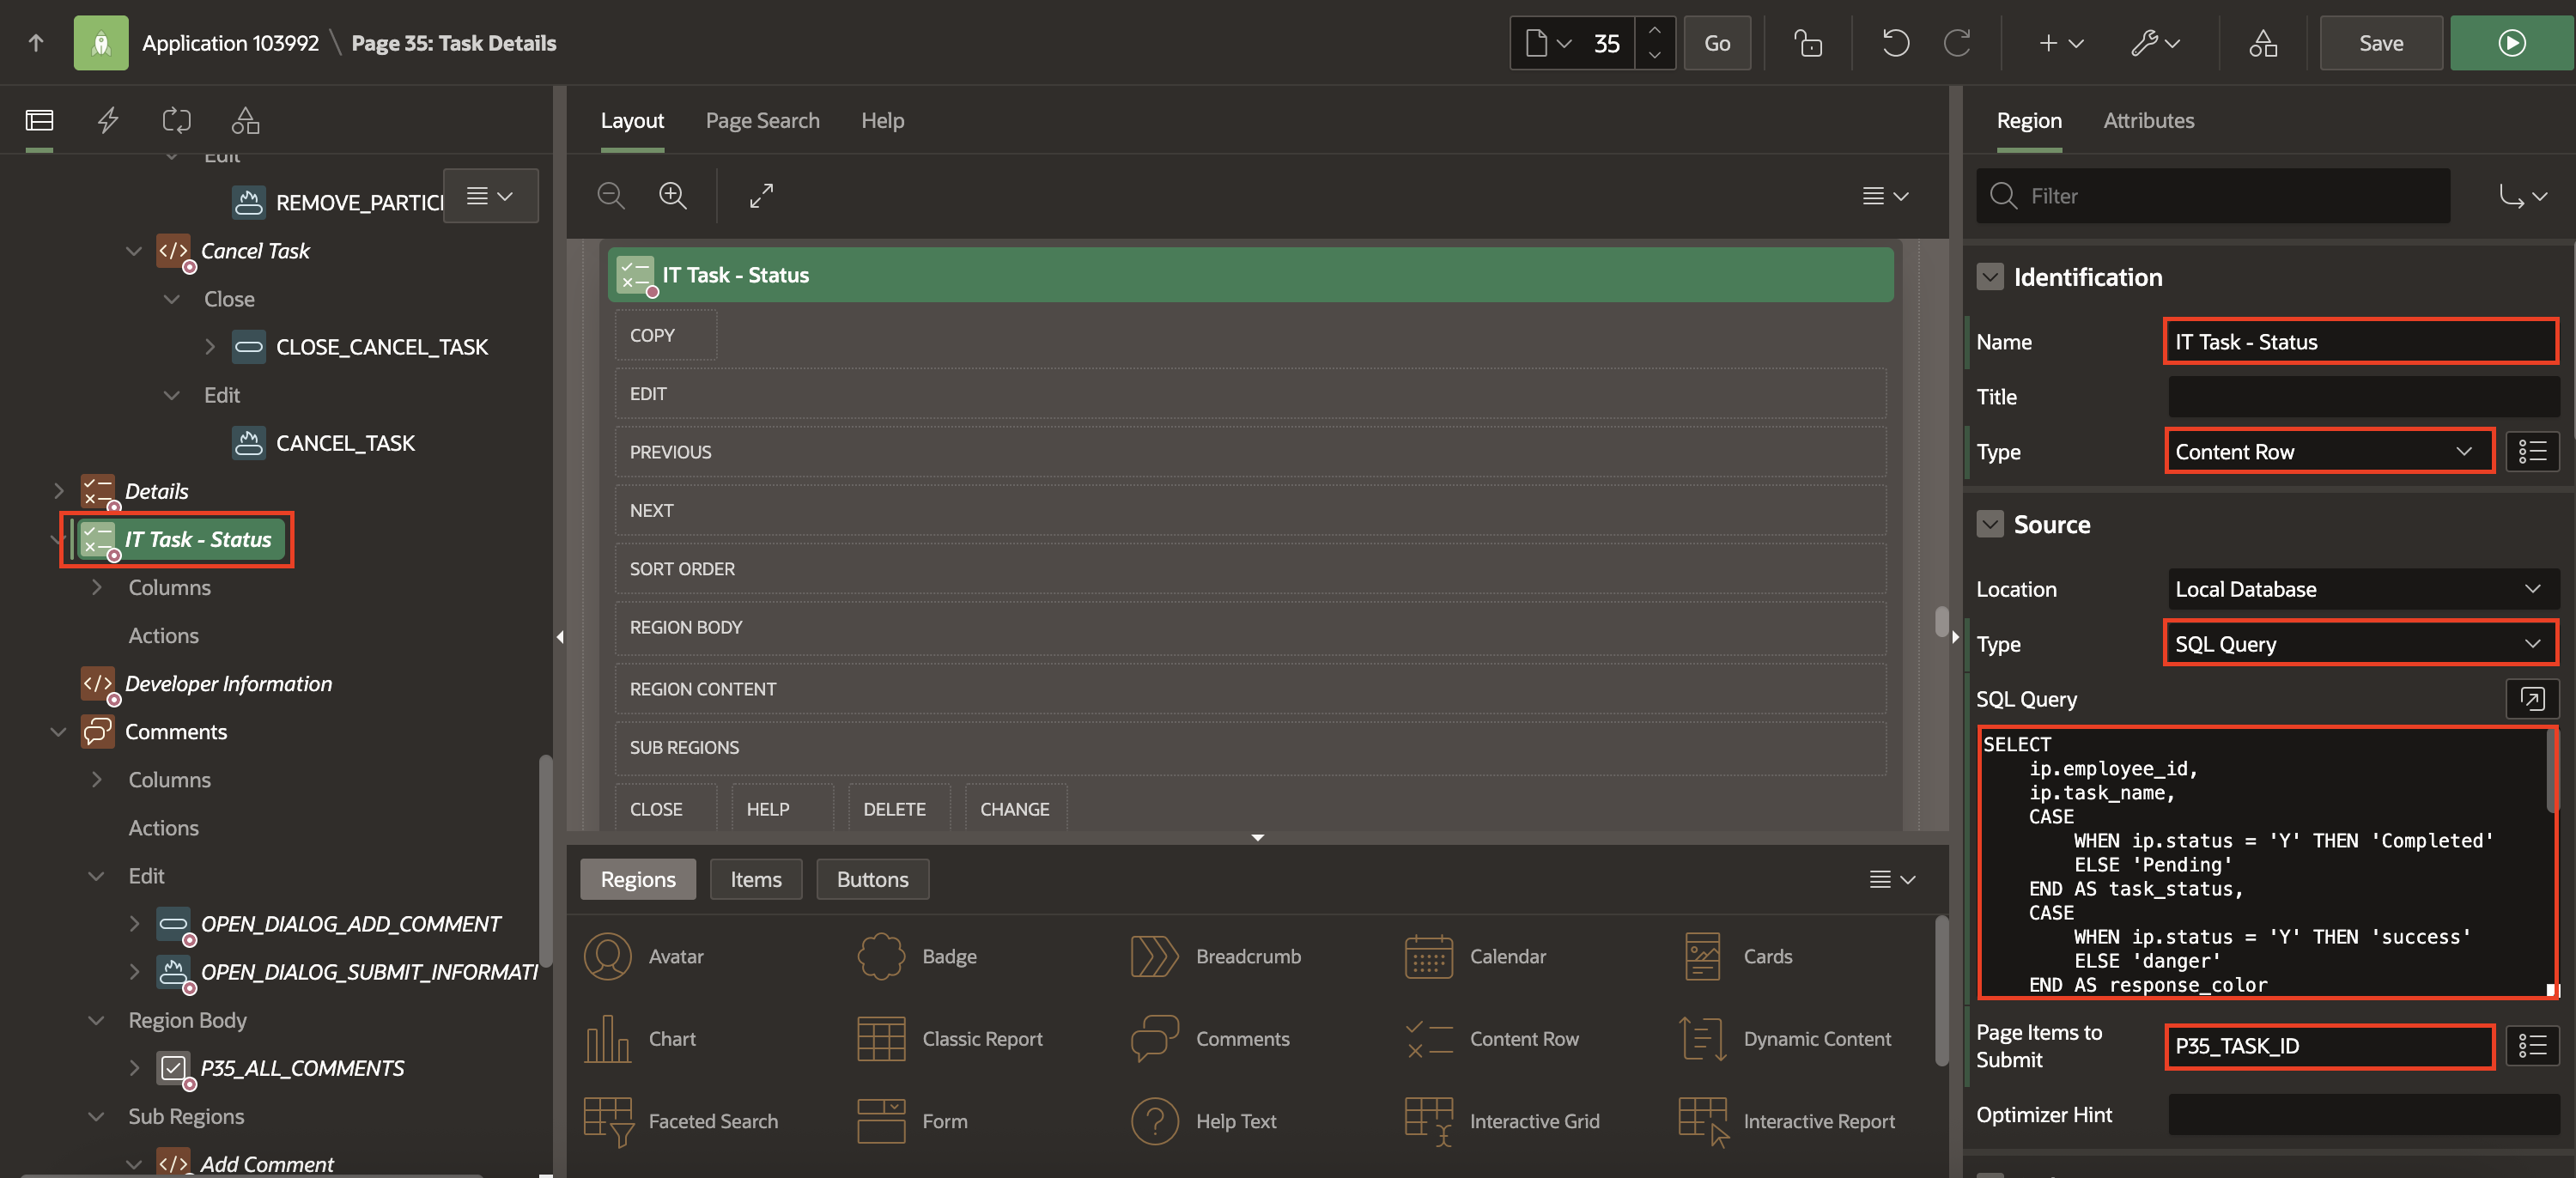 Application 103992 \ Page 35: Task Details
35
Go
Save
Edit
REMOVE_PARTICI
Cancel Task
Close
CLOSE_CANCEL_TASK
Edit
CANCEL_TASK
Details
IT Task - Status
Columns
Actions
Developer Information
Comments
Columns
Actions
Edit
OPEN_DIALOG_ADD_COMMENT
OPEN_DIALOG_SUBMIT_INFORMATI
Region Body
P35_ALL_COMMENTS
Sub Regions
Add Comment
Layout Page Search Help
IT Task - Status
COPY
EDIT
PREVIOUS
NEXT
SORT ORDER
REGION BODY
REGION CONTENT
SUB REGIONS
CLOSE HELP DELETE CHANGE
Regions Items Buttons
Avatar Badge Breadcrumb Calendar Cards
Chart Classic Report Comments Content Row Dynamic Content
Faceted Search Form Help Text Interactive Grid Interactive Report
Region Attributes
Filter
Identification
Name IT Task - Status
Title
Type Content Row
Source
Location Local Database
Type SQL Query
SQL Query
SELECT
ip.employee_id,
ip.task_name,
CASE
WHEN ip.status = 'Y' THEN 'Completed'
ELSE 'Pending'
END AS task_status,
CASE
WHEN ip.status = 'Y' THEN 'success'
ELSE 'danger'
END AS response_color
Page Items to
Submit
P35_TASK_ID
Optimizer Hint